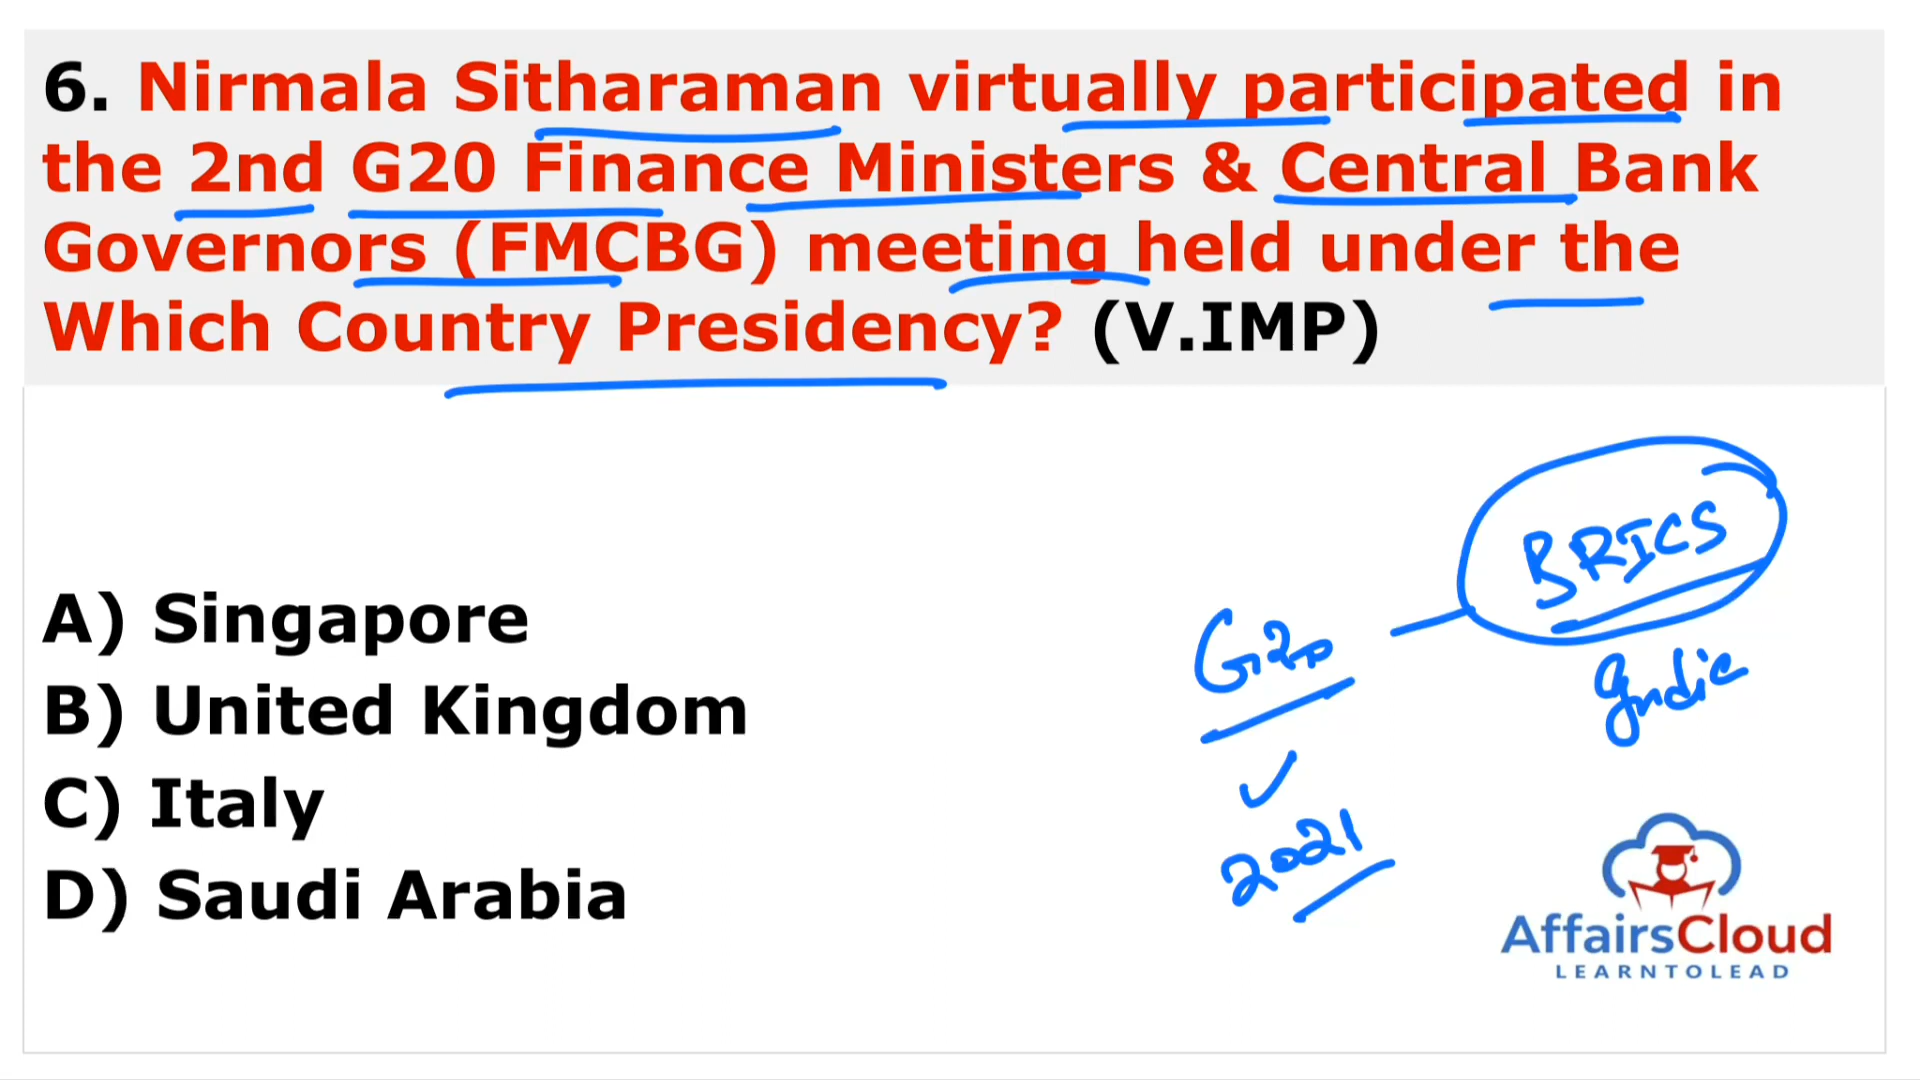 6. Nirmala Sitharaman virtually participated in
the 2nd G20 Finance Ministers & Central Bank
Governors (FMCBG) meeting held under the
Which Country Presidency? (V.IMP)
A) Singapore
B) United Kingdom
C) Italy
D) Saudi Arabia
BRICS
G20
India
2021
AffairsCloud
LEARNTOLEAD